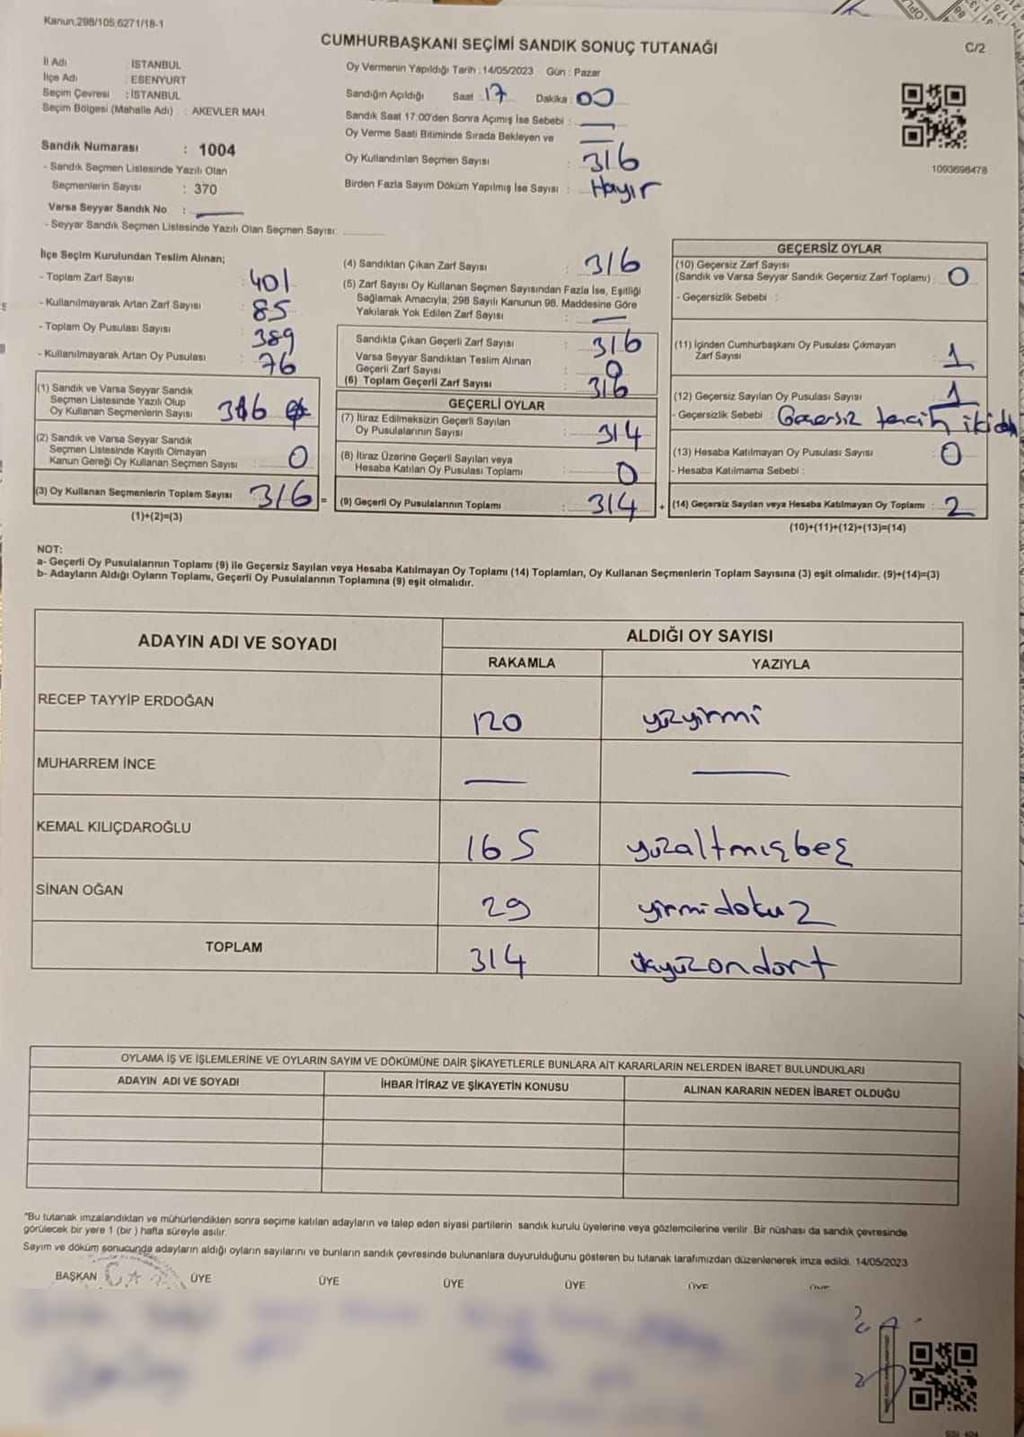 Kanun,298/105,6271/18-1
CUMHURBAŞKANI SEÇİMİ SANDIK SONUÇ TUTANAĞI
C/2
İl Adı : İSTANBUL
İlçe Adı : ESENYURT
Seçim Çevresi : İSTANBUL
Seçim Bölgesi (Mahalle Adı) : AKEVLER MAH
Sandık Numarası : 1004
- Sandık Seçmen Listesinde Yazılı Olan
Seçmenlerin Sayısı : 370
Varsa Seyyar Sandık No : —
- Seyyar Sandık Seçmen Listesinde Yazılı Olan Seçmen Sayısı:
Oy Vermenin Yapıldığı Tarih : 14/05/2023 Gün : Pazar
Sandığın Açıldığı Saat : 17 Dakika : 00
Sandık Saat 17:00'den Sonra Açılmış İse Sebebi : —
Oy Verme Saati Bitiminde Sırada Bekleyen ve —
Oy Kullandırılan Seçmen Sayısı : 316
Birden Fazla Sayım Döküm Yapılmış İse Sayısı : Hayır
1093698478
İlçe Seçim Kurulundan Teslim Alınan;
- Toplam Zarf Sayısı : 401
- Kullanılmayarak Artan Zarf Sayısı : 85
- Toplam Oy Pusulası Sayısı : 389
- Kullanılmayarak Artan Oy Pusulası : 76
(1) Sandık ve Varsa Seyyar Sandık
Seçmen Listesinde Yazılı Olup
Oy Kullanan Seçmenlerin Sayısı 316
(2) Sandık ve Varsa Seyyar Sandık
Seçmen Listesinde Kayıtlı Olmayan
Kanun Gereği Oy Kullanan Seçmen Sayısı : 0
(3) Oy Kullanan Seçmenlerin Toplam Sayısı 316 =
(1)+(2)=(3)
(4) Sandıktan Çıkan Zarf Sayısı : 316
(5) Zarf Sayısı Oy Kullanan Seçmen Sayısından Fazla İse, Eşitliği
Sağlamak Amacıyla, 298 Sayılı Kanunun 98. Maddesine Göre
Yakılarak Yok Edilen Zarf Sayısı : —
Sandıkta Çıkan Geçerli Zarf Sayısı : 316
Varsa Seyyar Sandıktan Teslim Alınan
Geçerli Zarf Sayısı : 0
(6) Toplam Geçerli Zarf Sayısı : 316
GEÇERLİ OYLAR
(7) İtiraz Edilmeksizin Geçerli Sayılan
Oy Pusulalarının Sayısı : 314
(8) İtiraz Üzerine Geçerli Sayılan veya
Hesaba Katılan Oy Pusulası Toplamı : 0
(9) Geçerli Oy Pusulalarının Toplamı : 314 +
GEÇERSİZ OYLAR
(10) Geçersiz Zarf Sayısı
(Sandık ve Varsa Seyyar Sandık Geçersiz Zarf Toplamı) : 0
- Geçersizlik Sebebi :
(11) İçinden Cumhurbaşkanı Oy Pusulası Çıkmayan
Zarf Sayısı : 1
(12) Geçersiz Sayılan Oy Pusulası Sayısı : 1
- Geçersizlik Sebebi : Geçersiz tercih
(13) Hesaba Katılmayan Oy Pusulası Sayısı : 0
- Hesaba Katılmama Sebebi :
(14) Geçersiz Sayılan veya Hesaba Katılmayan Oy Toplamı : 2
(10)+(11)+(12)+(13)=(14)
NOT:
a- Geçerli Oy Pusulalarının Toplamı (9) ile Geçersiz Sayılan veya Hesaba Katılmayan Oy Toplamı (14) Toplamları, Oy Kullanan Seçmenlerin Toplam Sayısına (3) eşit olmalıdır. (9)+(14)=(3)
b- Adayların Aldığı Oyların Toplamı, Geçerli Oy Pusulalarının Toplamına (9) eşit olmalıdır.
ADAYIN ADI VE SOYADI
ALDIĞI OY SAYISI
RAKAMLA YAZIYLA
RECEP TAYYİP ERDOĞAN 120 yüzyirmi
MUHARREM İNCE — —
KEMAL KILIÇDAROĞLU 165 yüzaltmışbeş
SİNAN OĞAN 29 yirmidokuz
TOPLAM 314 üçyüzondört
OYLAMA İŞ VE İŞLEMLERİNE VE OYLARIN SAYIM VE DÖKÜMÜNE DAİR ŞİKAYETLERLE BUNLARA AİT KARARLARIN NELERDEN İBARET BULUNDUKLARI
ADAYIN ADI VE SOYADI İHBAR İTİRAZ VE ŞİKAYETİN KONUSU ALINAN KARARIN NEDEN İBARET OLDUĞU
"Bu tutanak imzalandıktan ve mühürlendikten sonra seçime katılan adayların ve talep eden siyasi partilerin sandık kurulu üyelerine veya gözlemcilerine verilir. Bir nüshası da sandık çevresinde
görülecek bir yere 1 (bir) hafta süreyle asılır.
Sayım ve döküm sonucunda adayların aldığı oyların sayılarını ve bunların sandık çevresinde bulunanlara duyurulduğunu gösteren bu tutanak tarafımızdan düzenlenerek imza edildi. 14/05/2023
BAŞKAN ÜYE ÜYE ÜYE ÜYE ÜYE ÜYE